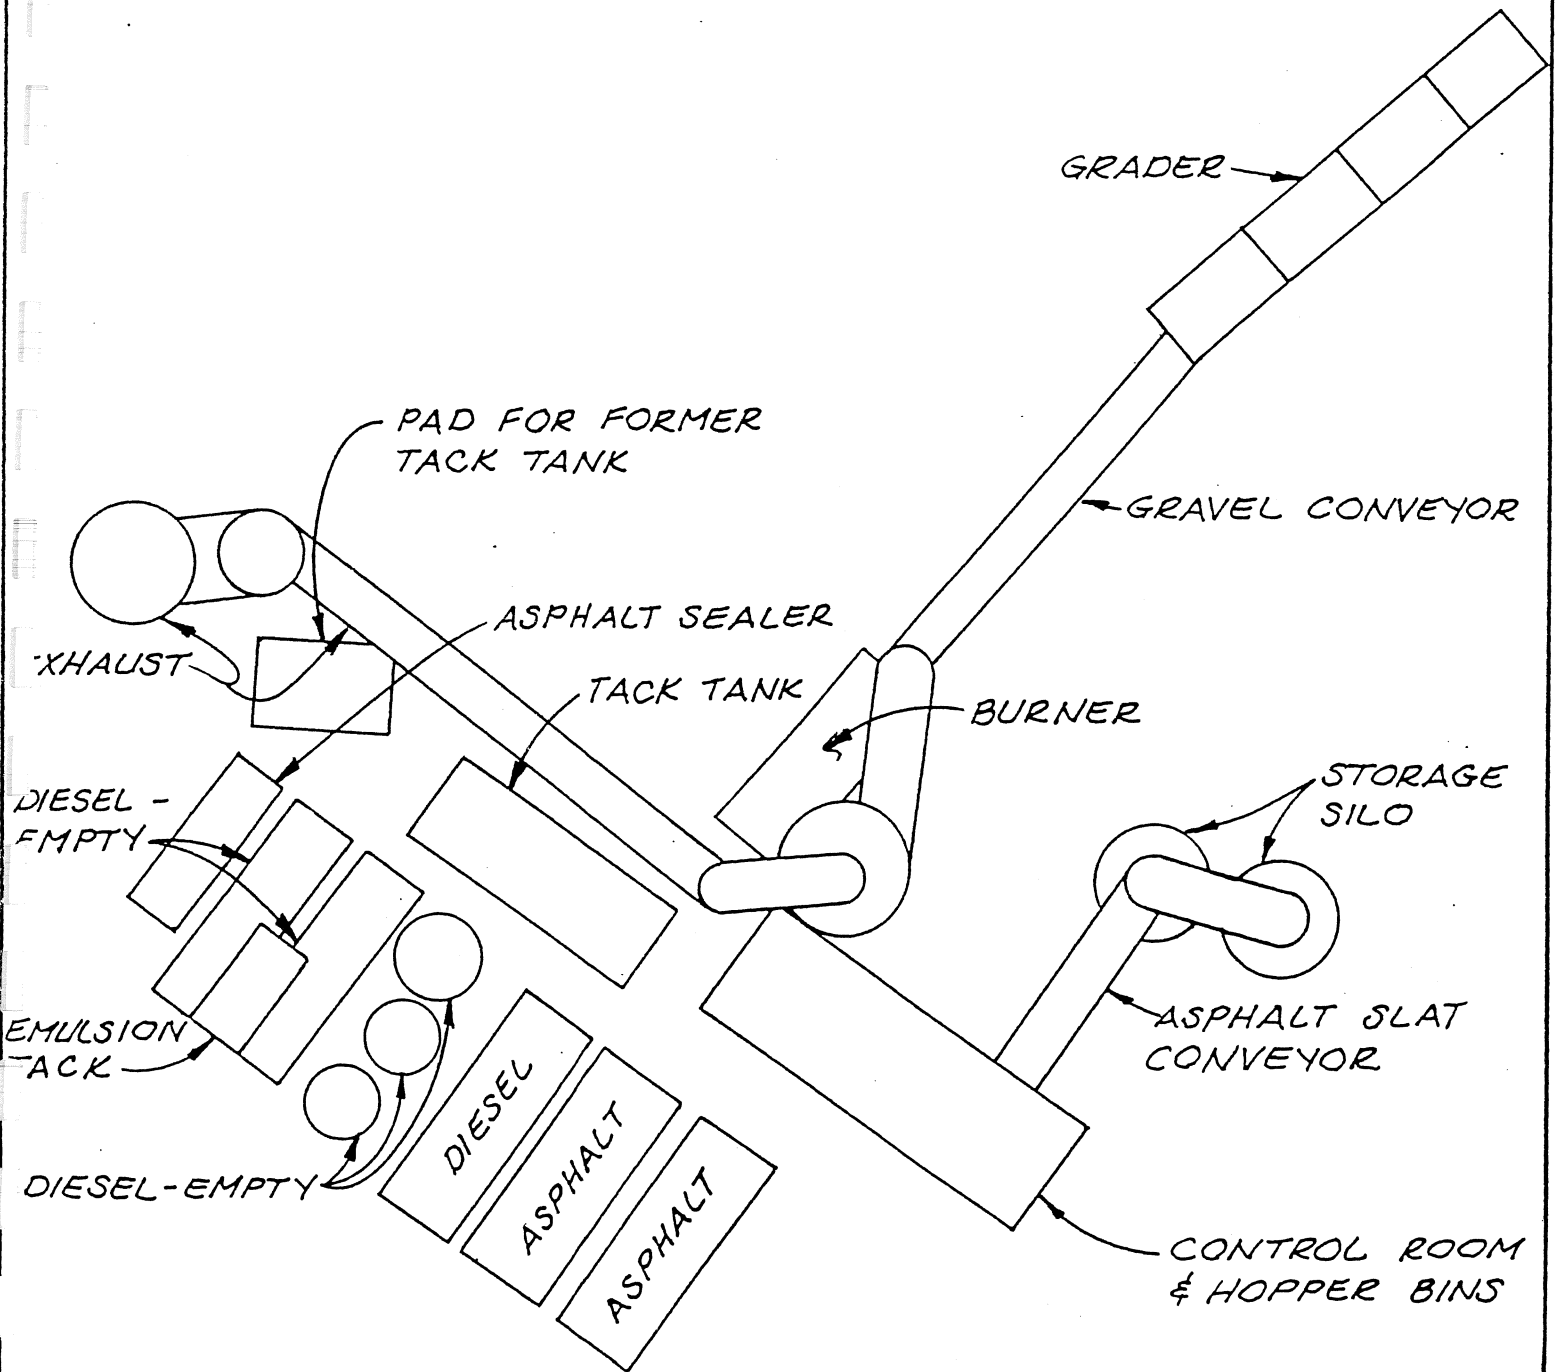 GRADER
PAD FOR FORMER
TACK TANK
GRAVEL CONVEYOR
ASPHALT SEALER
XHAUST
TACK TANK
BURNER
STORAGE
SILO
DIESEL -
EMPTY
ASPHALT SLAT
CONVEYOR
EMULSION
TACK
DIESEL
ASPHALT
ASPHALT
DIESEL-EMPTY
CONTROL ROOM
& HOPPER BINS